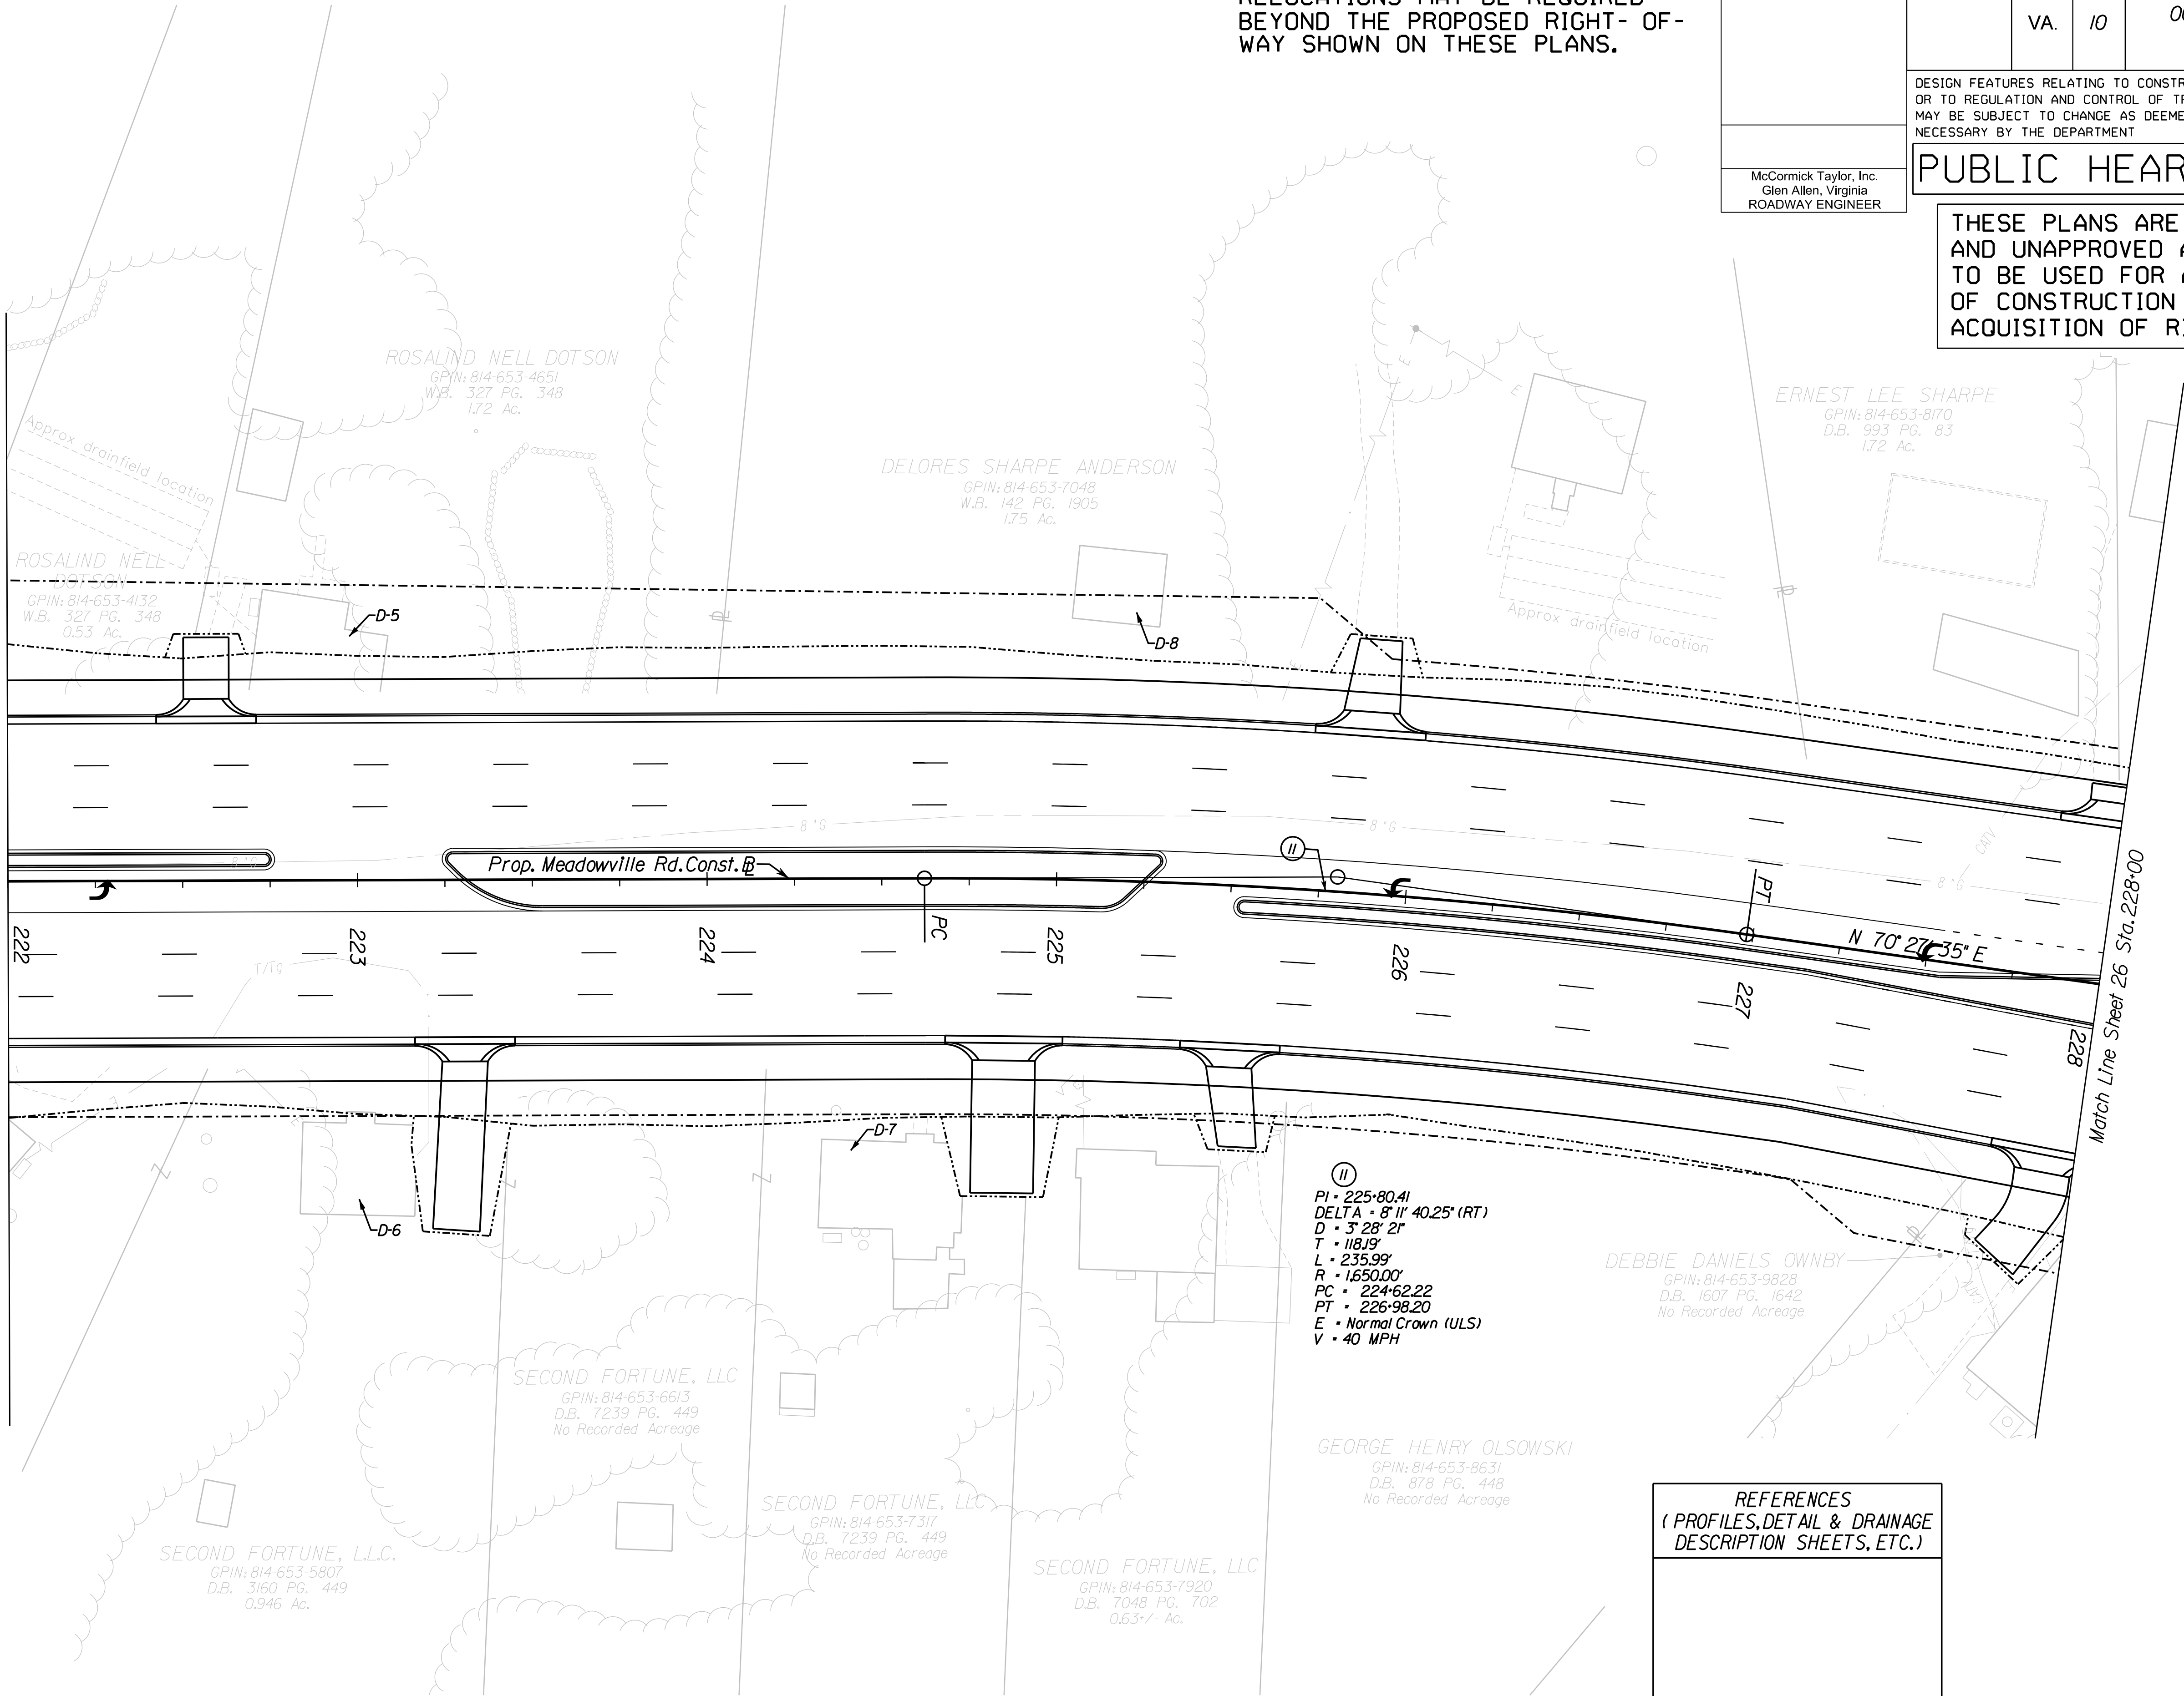 BEYOND THE PROPOSED RIGHT- OF-
WAY SHOWN ON THESE PLANS.
VA.
10
DESIGN FEATURES RELATING TO
OR TO REGULATION AND CONTROL OF
MAY BE SUBJECT TO CHANGE AS
NECESSARY BY THE DEPARTMENT
PUBLIC
McCormick Taylor, Inc.
Glen Allen, Virginia
ROADWAY ENGINEER
THESE PLANS ARE
AND UNAPPROVED
TO BE USED FOR
OF CONSTRUCTION
ACQUISITION OF
ROSALIND NELL DOTSON
GPIN: 814-653-4651
W.B. 327 PG. 348
1.72 Ac.
ERNEST LEE SHARPE
GPIN: 814-653-8170
D.B. 993 PG. 83
1.72 Ac.
DELORES SHARPE ANDERSON
GPIN: 814-653-7048
W.B. 142 PG. 1905
1.75 Ac.
Approx drainfield location
ROSALIND NELL
DOTSON
GPIN: 814-653-4132
W.B. 327 PG. 348
0.53 Ac.
D-5
D-8
E
E
E
Approx drainfield location
8"G
8"G
8"G
8"G
CATV
Prop. Meadowville Rd. Const. BL
11
PC
PT
N 70° 27' 35" E
222
223
224
225
226
227
228
Match Line Sheet 26 Sta. 228+00
T/Tg
D-7
D-6
11
PI = 225+80.41
DELTA = 8° 11' 40.25" (RT)
D = 3° 28' 21"
T = 118.19'
L = 235.99'
R = 1,650.00'
PC = 224+62.22
PT = 226+98.20
E = Normal Crown (ULS)
V = 40 MPH
DEBBIE DANIELS OWNBY
GPIN: 814-653-9828
D.B. 1607 PG. 1642
No Recorded Acreage
CATV
SECOND FORTUNE, LLC
GPIN: 814-653-6613
D.B. 7239 PG. 449
No Recorded Acreage
GEORGE HENRY OLSOWSKI
GPIN: 814-653-8631
D.B. 878 PG. 448
No Recorded Acreage
SECOND FORTUNE, LLC
GPIN: 814-653-7317
D.B. 7239 PG. 449
No Recorded Acreage
SECOND FORTUNE, L.L.C.
GPIN: 814-653-5807
D.B. 3160 PG. 449
0.946 Ac.
SECOND FORTUNE, LLC
GPIN: 814-653-7920
D.B. 7048 PG. 702
0.63+/- Ac.
REFERENCES
( PROFILES, DETAIL & DRAINAGE
DESCRIPTION SHEETS, ETC.)